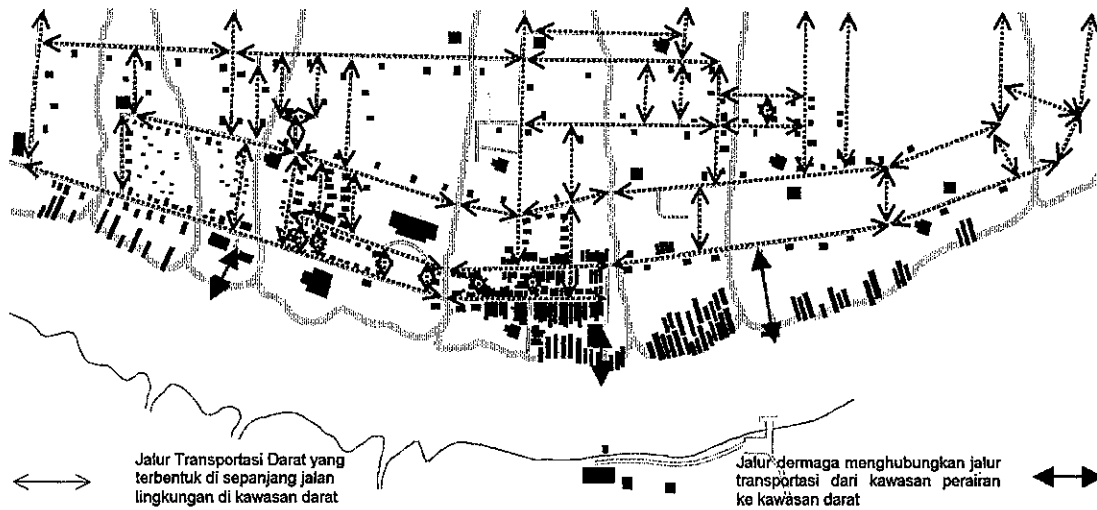 Jalur Transportasi Darat yang
terbentuk di sepanjang jalan
lingkungan di kawasan darat
Jalur dermaga menghubungkan jalur
transportasi dari kawasan perairan
ke kawasan darat